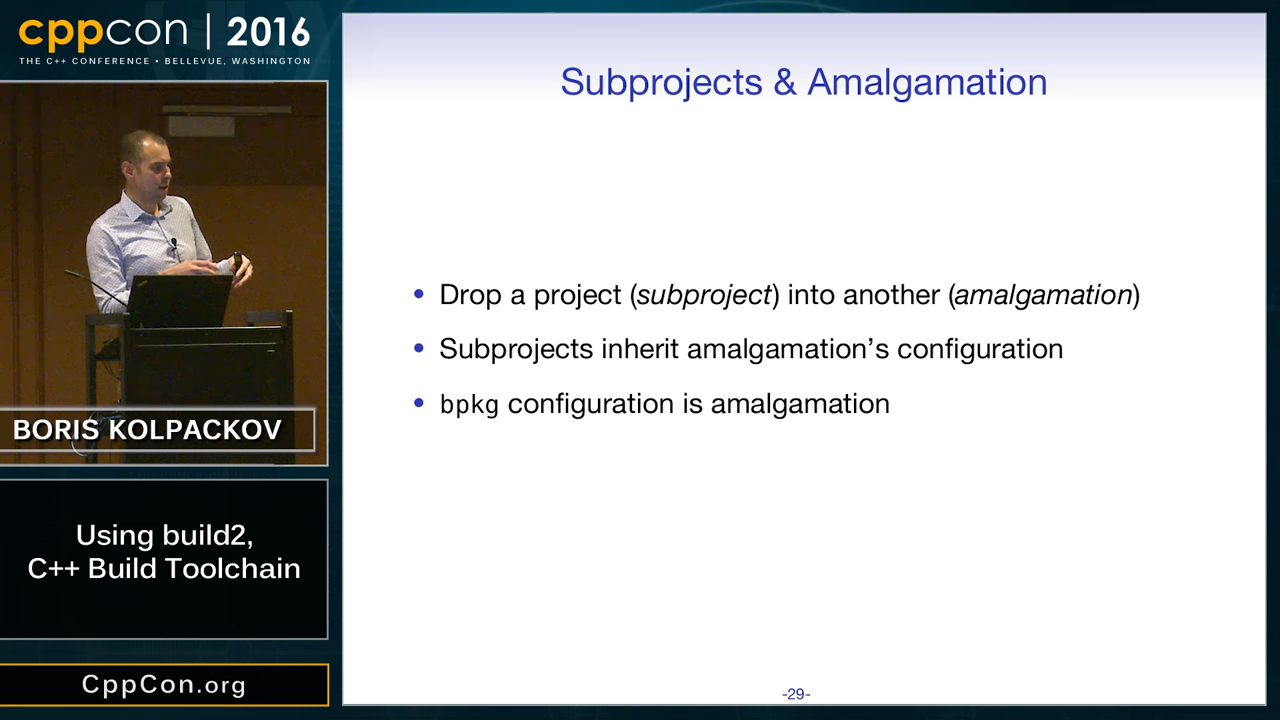 cppcon | 2016
THE C++ CONFERENCE • BELLEVUE, WASHINGTON
BORIS KOLPACKOV
Using build2,
C++ Build Toolchain
CppCon.org
Subprojects & Amalgamation
• Drop a project (subproject) into another (amalgamation)
• Subprojects inherit amalgamation’s configuration
• bpkg configuration is amalgamation
-29-